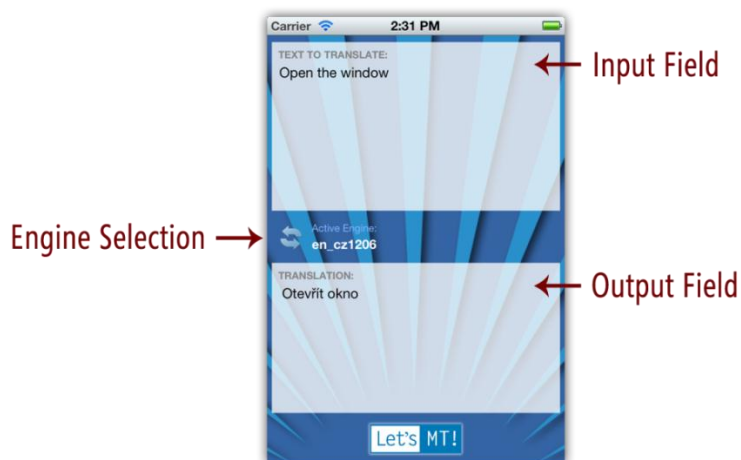 Carrier 2:31 PM
TEXT TO TRANSLATE:
Open the window
Input Field
Engine Selection
Active Engine:
en_cz1206
TRANSLATION:
Otevřít okno
Output Field
Let's MT!